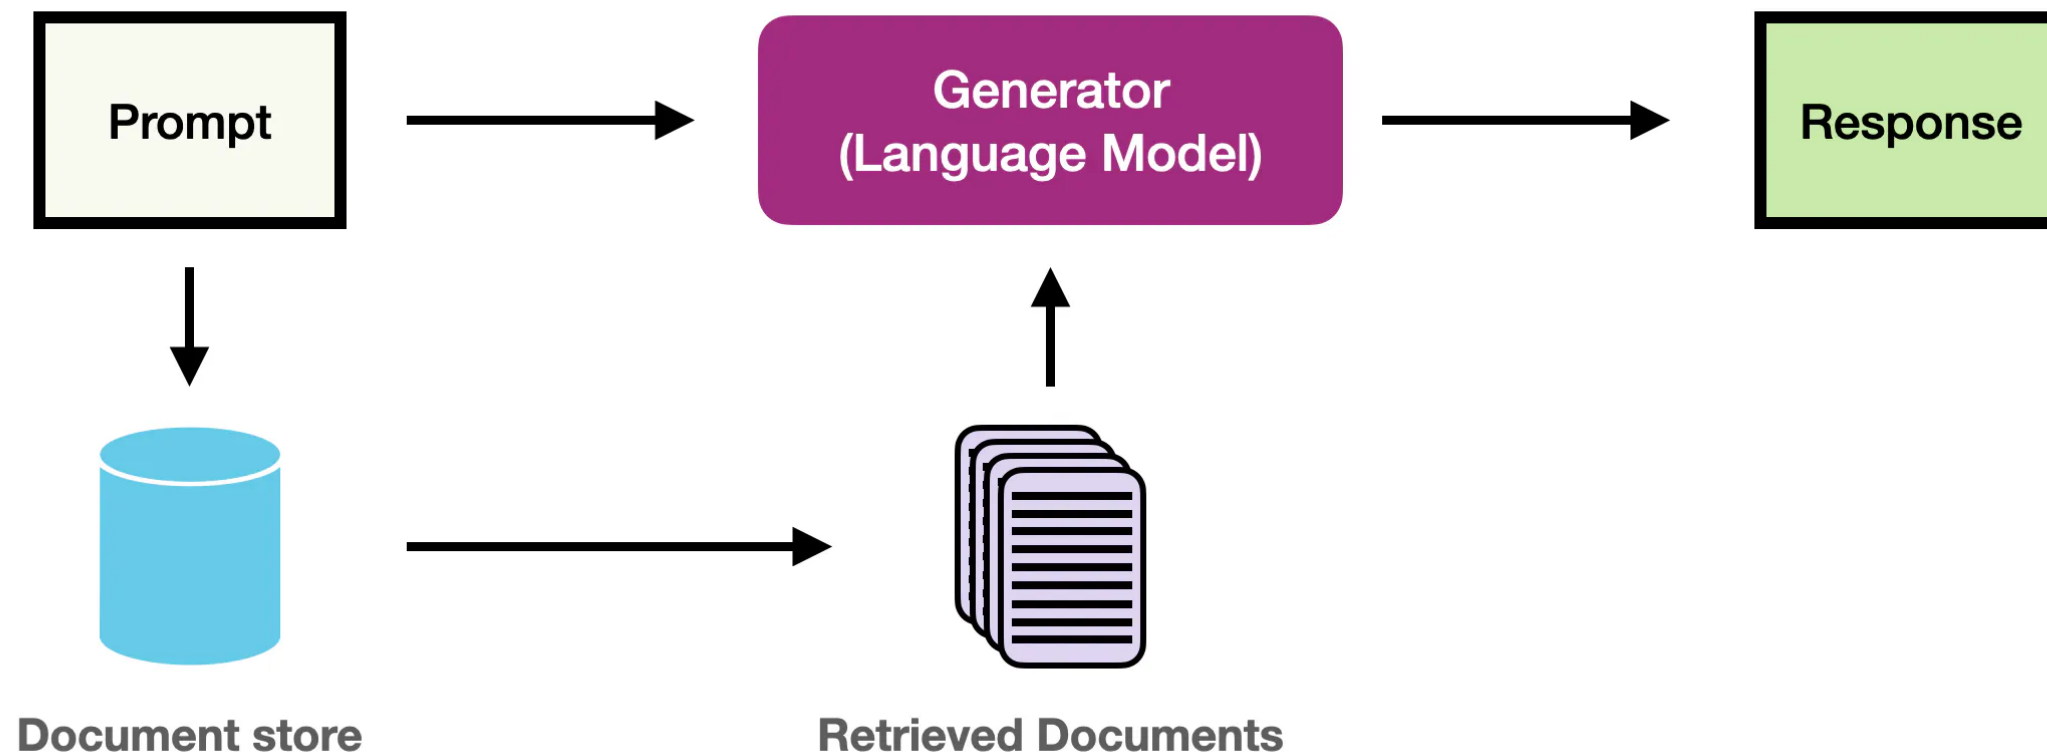 Prompt
Generator
(Language Model)
Response
Document store
Retrieved Documents